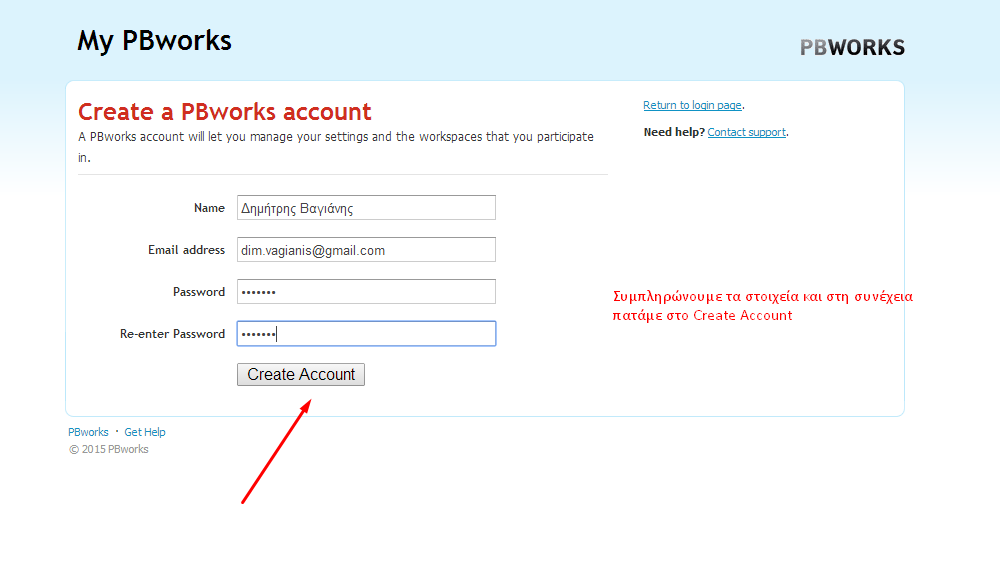 My PBworks
PBWORKS
Create a PBworks account
A PBworks account will let you manage your settings and the workspaces that you participate
in.
Return to login page.
Need help? Contact support.
Name Δημήτρης Βαγιάνης
Email address dim.vagianis@gmail.com
Password •••••••
Re-enter Password •••••••
Create Account
Συμπληρώνουμε τα στοιχεία και στη συνέχεια
πατάμε στο Create Account
PBworks · Get Help
© 2015 PBworks